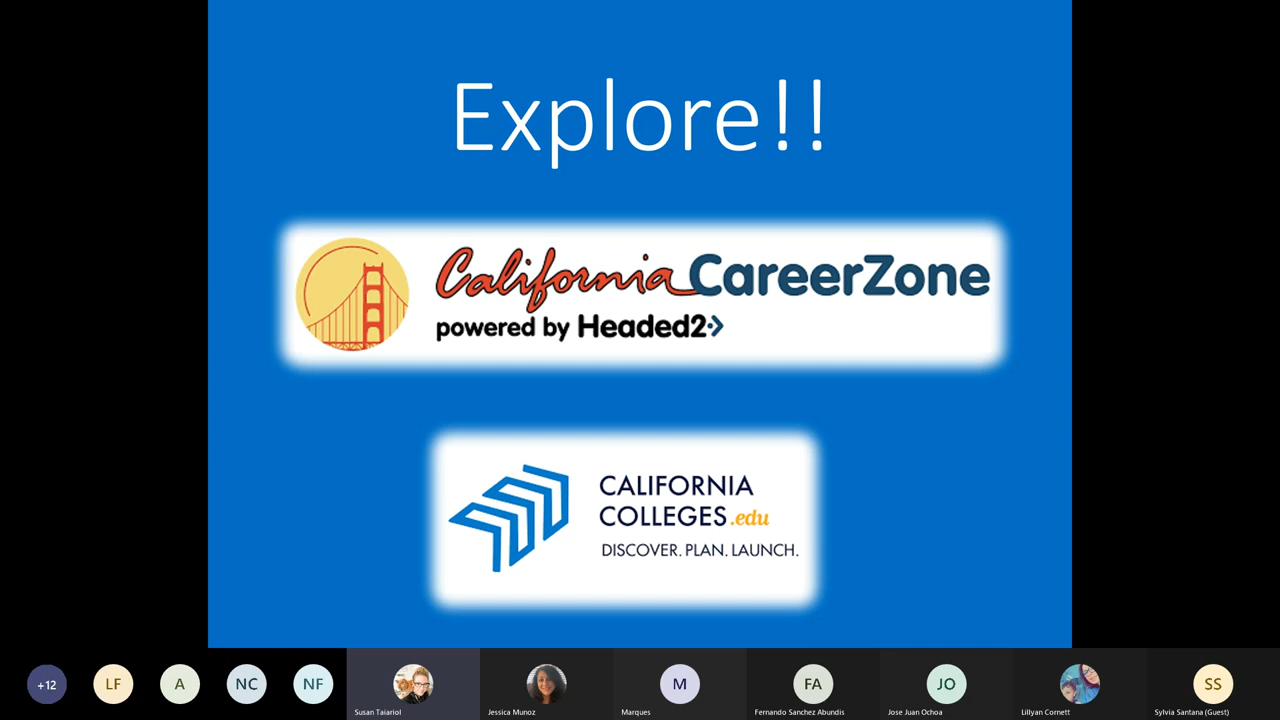 Explore!!
California CareerZone
powered by Headed2
CALIFORNIA
COLLEGES.edu
DISCOVER. PLAN. LAUNCH.
+12
LF
A
NC
NF
M
FA
JO
SS
Susan Taiariol
Jessica Munoz
Marques
Fernando Sanchez Abundis
Jose Juan Ochoa
Lillyan Cornett
Sylvia Santana (Guest)